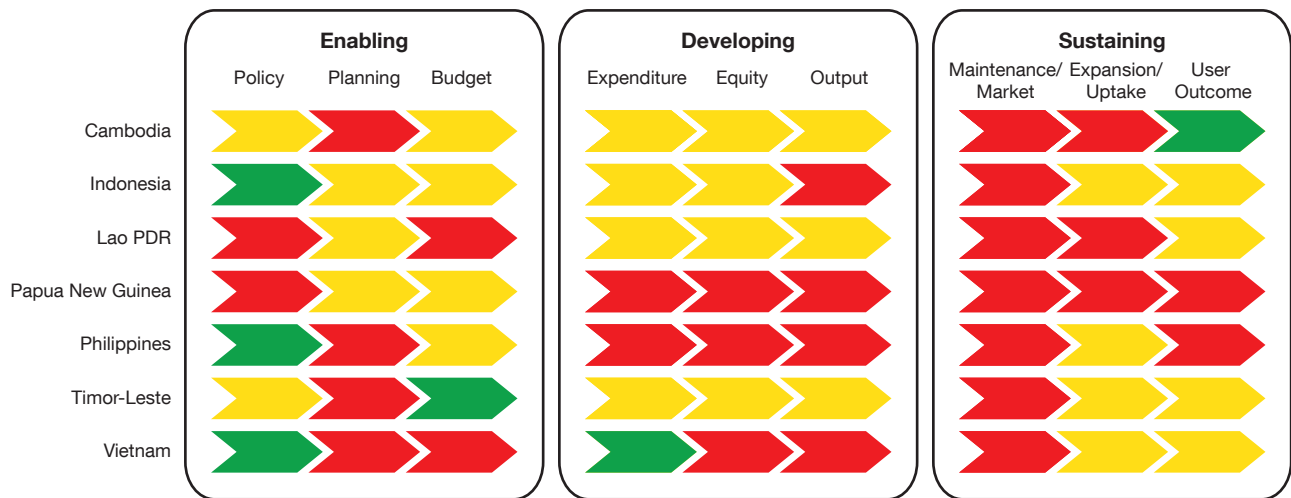 Enabling
Developing
Sustaining
Policy
Planning
Budget
Expenditure
Equity
Output
Maintenance/
Market
Expansion/
Uptake
User
Outcome
Cambodia
Indonesia
Lao PDR
Papua New Guinea
Philippines
Timor-Leste
Vietnam